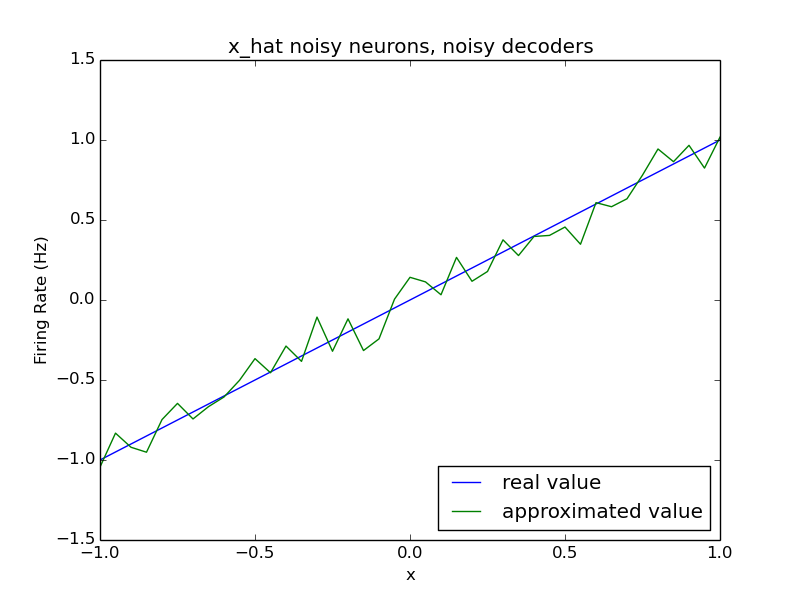 x_hat noisy neurons, noisy decoders
1.5
1.0
0.5
0.0
−0.5
−1.0
−1.5
Firing Rate (Hz)
real value
approximated value
−1.0 −0.5 0.0 0.5 1.0
x